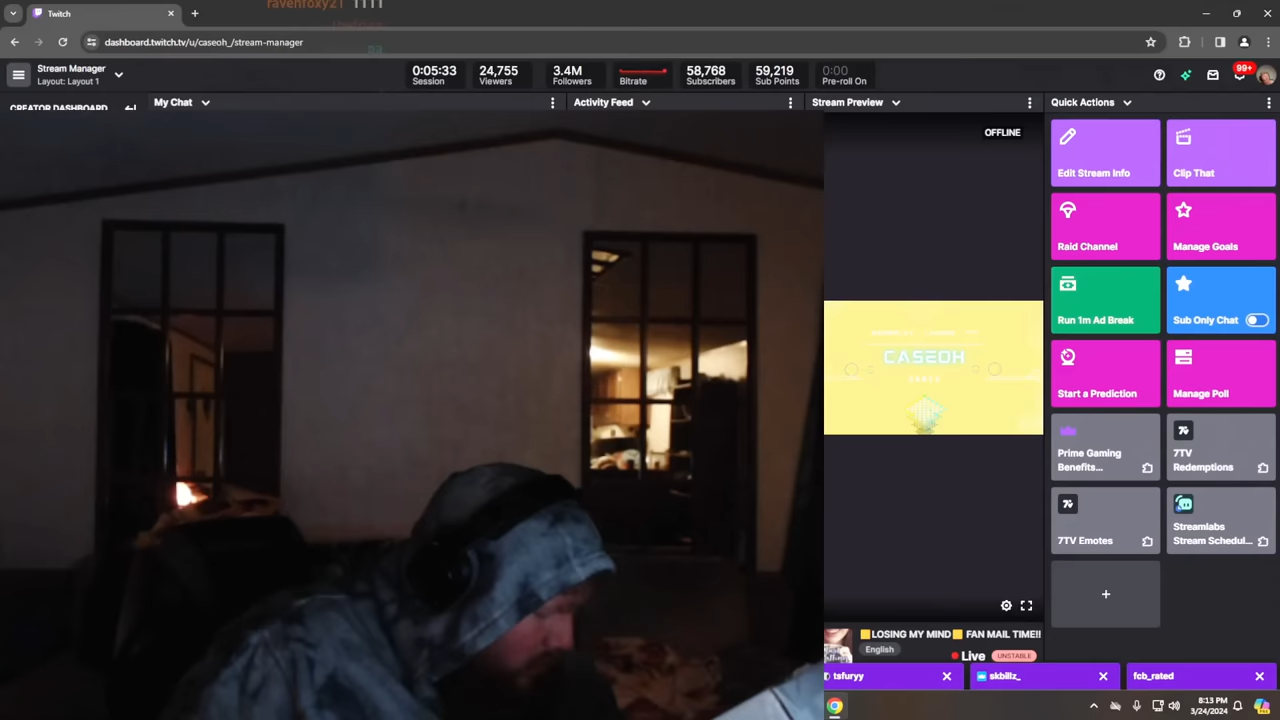 ravenfoxy21 1111
Twitch
dashboard.twitch.tv/u/caseoh_/stream-manager
Stream Manager
Layout: Layout 1
0:05:33
Session
24,755
Viewers
3.4M
Followers
Bitrate
58,768
Subscribers
59,219
Sub Points
0:00
Pre-roll On
99+
CREATOR DASHBOARD
My Chat
Activity Feed
Stream Preview
Quick Actions
OFFLINE
CASEOH
Edit Stream Info
Clip That
Raid Channel
Manage Goals
Run 1m Ad Break
Sub Only Chat
Start a Prediction
Manage Poll
Prime Gaming
Benefits...
7TV
Redemptions
7TV Emotes
Streamlabs
Stream Schedul...
+
🟨LOSING MY MIND🟨 FAN MAIL TIME!!
English
Live
UNSTABLE
tsfuryy
skbillz_
fcb_rated
8:13 PM
3/24/2024